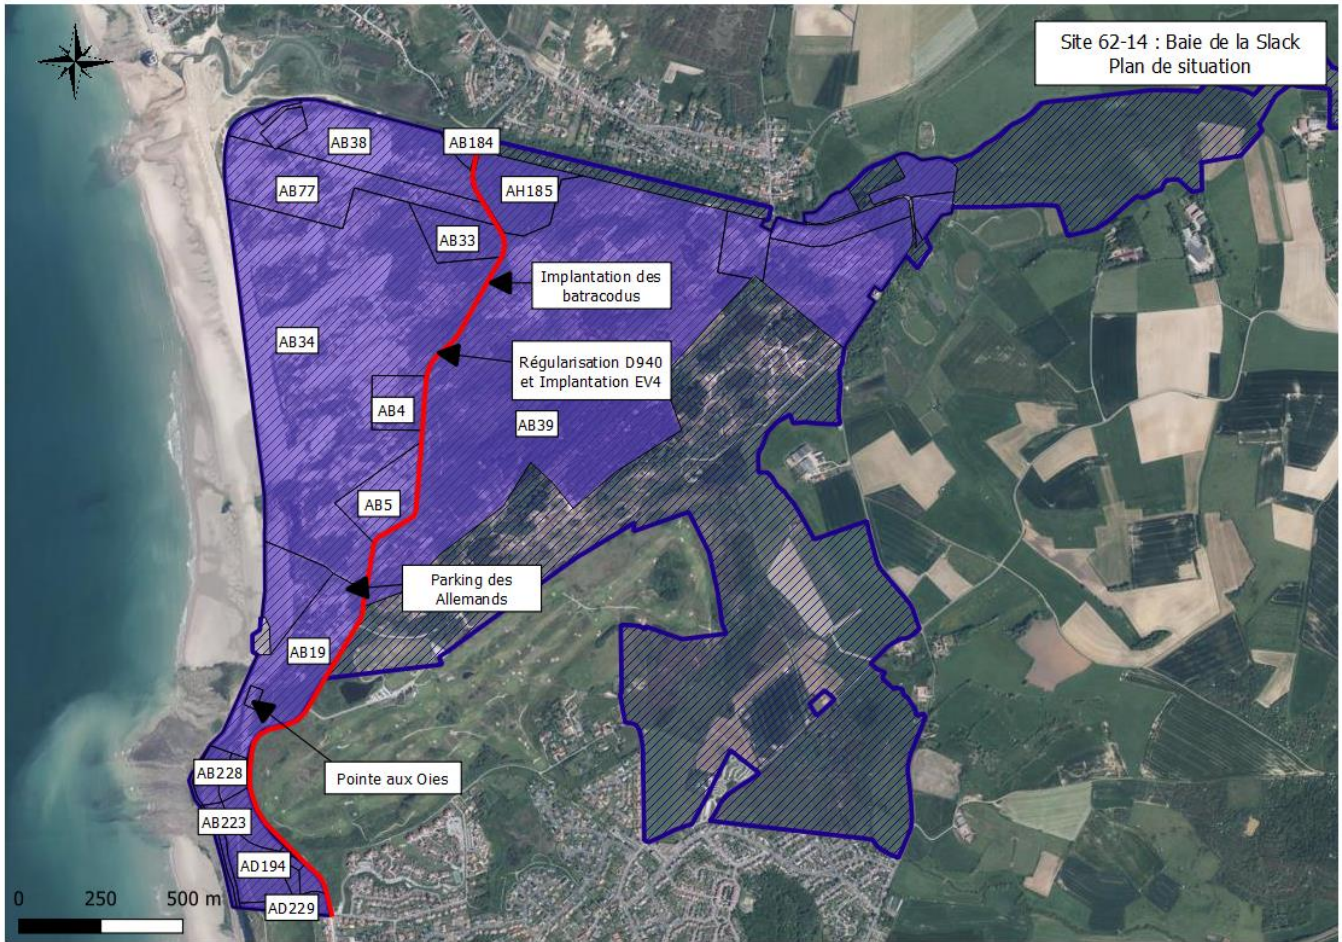 Site 62-14 : Baie de la Slack
Plan de situation
AB38
AB184
AB77
AH185
AB33
Implantation des
batracodus
AB34
Régularisation D940
et Implantation EV4
AB4
AB39
AB5
Parking des
Allemands
AB19
AB228
Pointe aux Oies
AB223
AD194
AD229
0 250 500 m